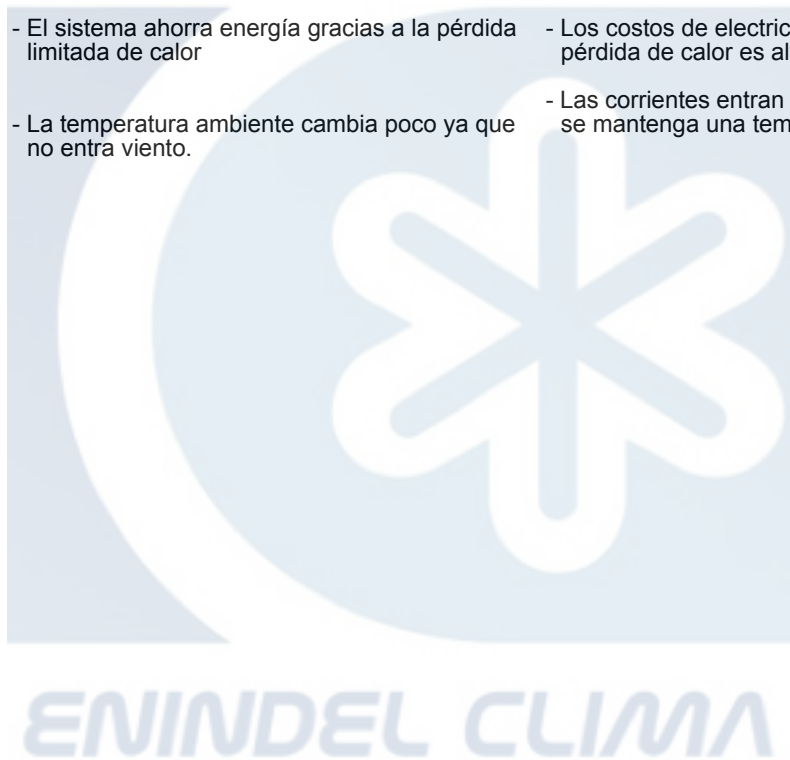 - El sistema ahorra energía gracias a la pérdida
limitada de calor
- La temperatura ambiente cambia poco ya que
no entra viento.
- Los costos de electric
pérdida de calor es al
- Las corrientes entran
se mantenga una tem
ENINDEL CLIMA